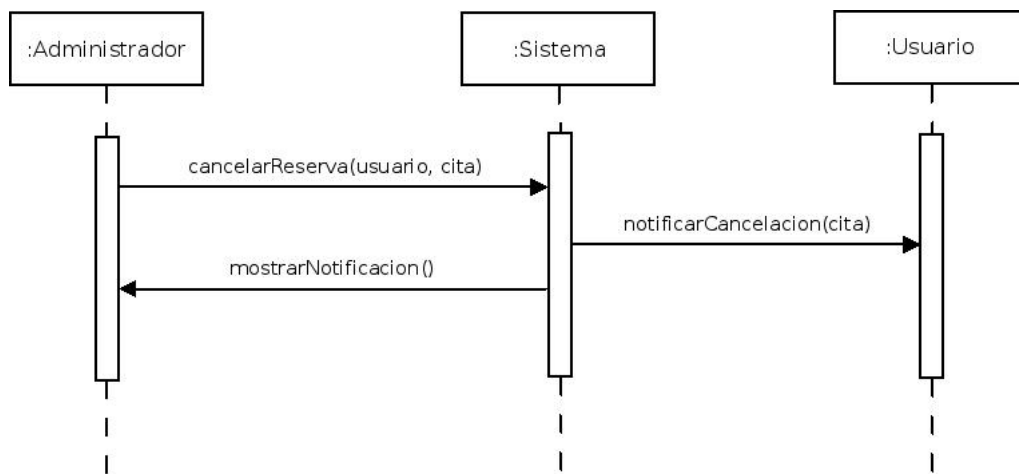 :Administrador
:Sistema
:Usuario
cancelarReserva(usuario, cita)
notificarCancelacion(cita)
mostrarNotificacion()